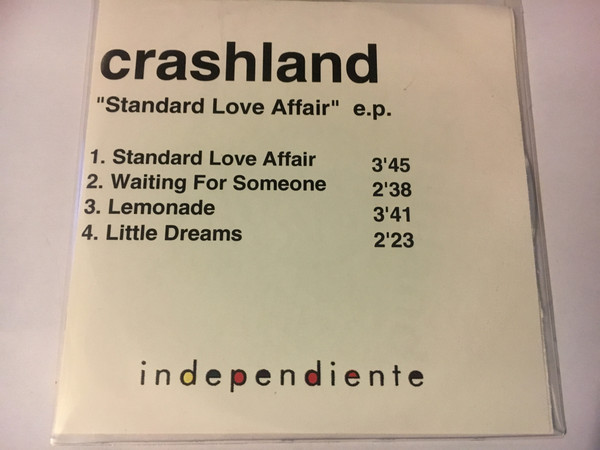 crashland
"Standard Love Affair" e.p.
1. Standard Love Affair 3'45
2. Waiting For Someone 2'38
3. Lemonade 3'41
4. Little Dreams 2'23
independiente